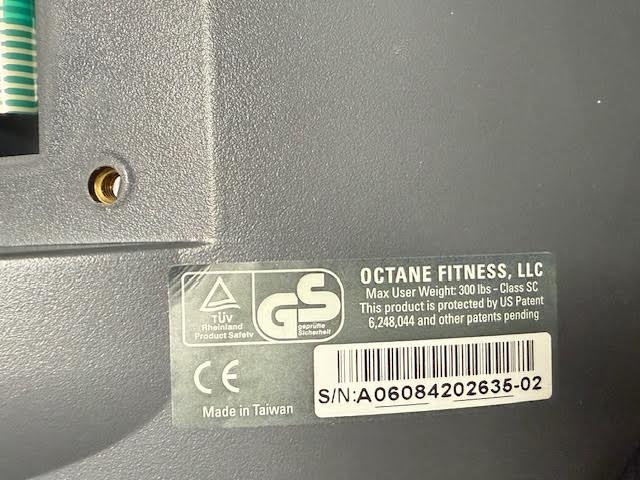 TÜV
Rheinland
Product Safety
GS
geprüfte
Sicherheit
OCTANE FITNESS, LLC
Max User Weight: 300 lbs - Class SC
This product is protected by US Patent
6,248,044 and other patents pending
CE
Made in Taiwan
S/N:A06084202635-02